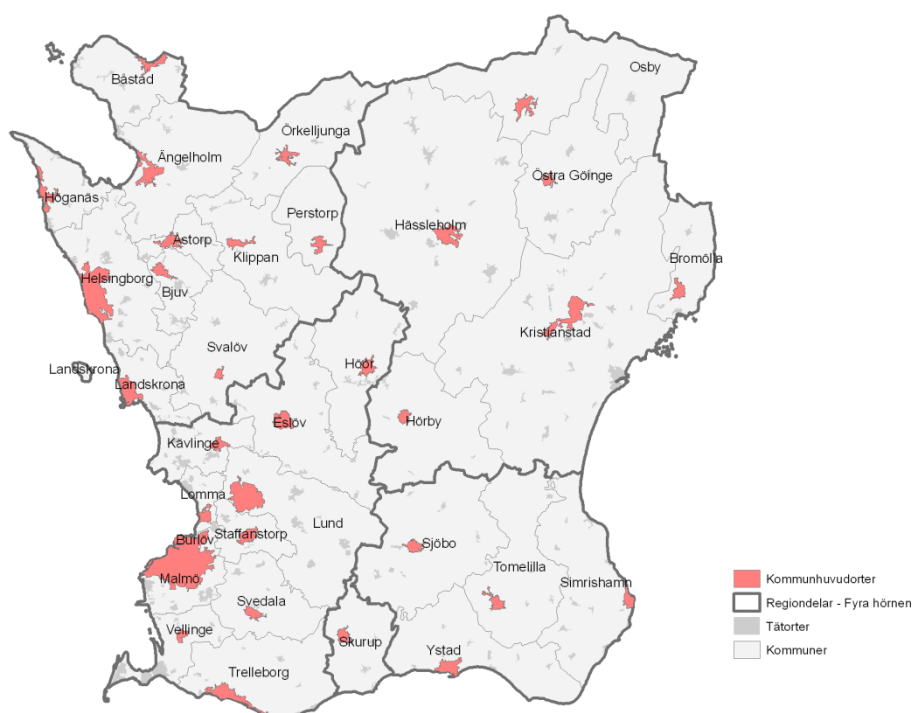 Osby
Båstad
Örkelljunga
Ängelholm
Östra Göinge
Höganäs
Perstorp
Hässleholm
Åstorp
Klippan
Bromölla
Helsingborg
Bjuv
Kristianstad
Svalöv
Höör
Landskrona
Landskrona
Eslöv
Hörby
Kävlinge
Lomma
Lund
Staffanstorp
Burlöv
Sjöbo
Malmö
Tomelilla
Simrishamn
Svedala
Vellinge
Skurup
Ystad
Trelleborg
Kommunhuvudorter
Regiondelar - Fyra hörnen
Tätorter
Kommuner